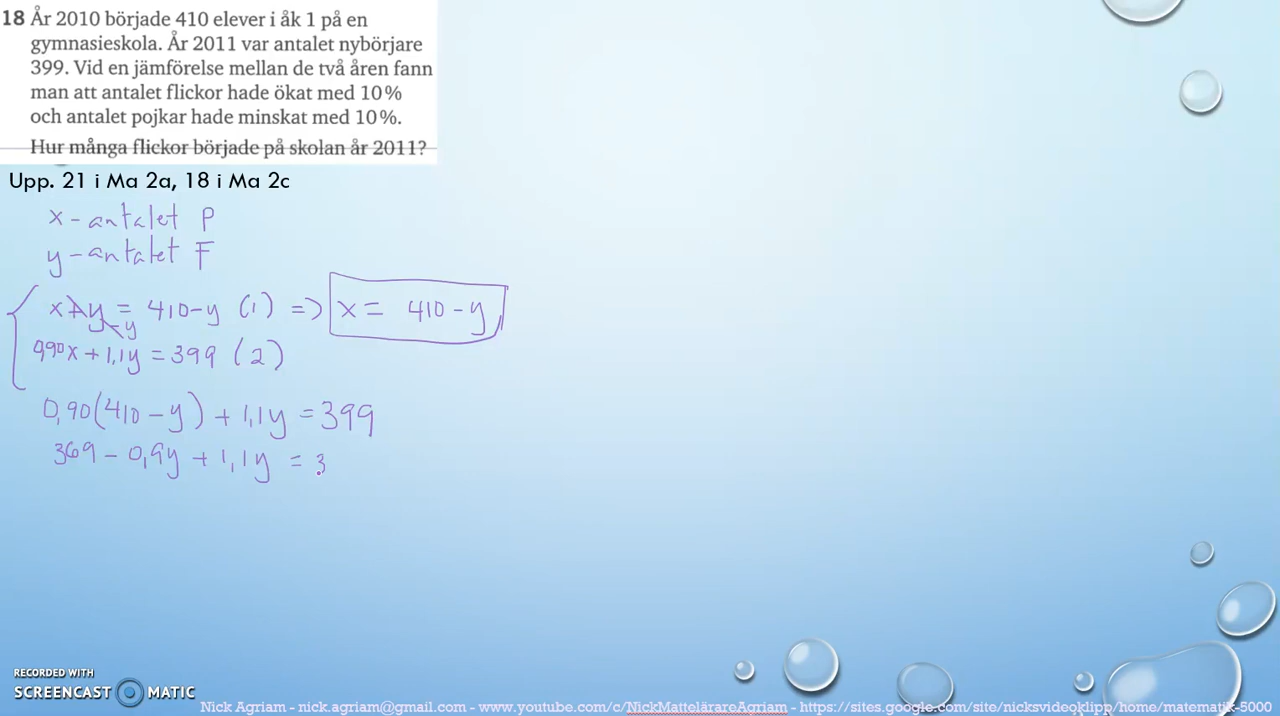 18 År 2010 började 410 elever i åk 1 på en
gymnasieskola. År 2011 var antalet nybörjare
399. Vid en jämförelse mellan de två åren fann
man att antalet flickor hade ökat med 10%
och antalet pojkar hade minskat med 10%.
Hur många flickor började på skolan år 2011?
Upp. 21 i Ma 2a, 18 i Ma 2c
x - antalet P
y - antalet F
x + y = 410 - y (1) => x = 410 - y
- y
0,90x + 1,1y = 399 (2)
0,90(410 - y) + 1,1y = 399
369 - 0,9y + 1,1y = 3
RECORDED WITH
SCREENCAST MATIC
Nick Agriam - nick.agriam@gmail.com - www.youtube.com/c/NickMattelärareAgriam - https://sites.google.com/site/nicksvideoklipp/home/matematik-5000